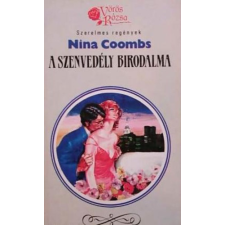 Vörös
Rózsa
Szerelmes regények
Nina Coombs
A SZENVEDÉLY BIRODALMA